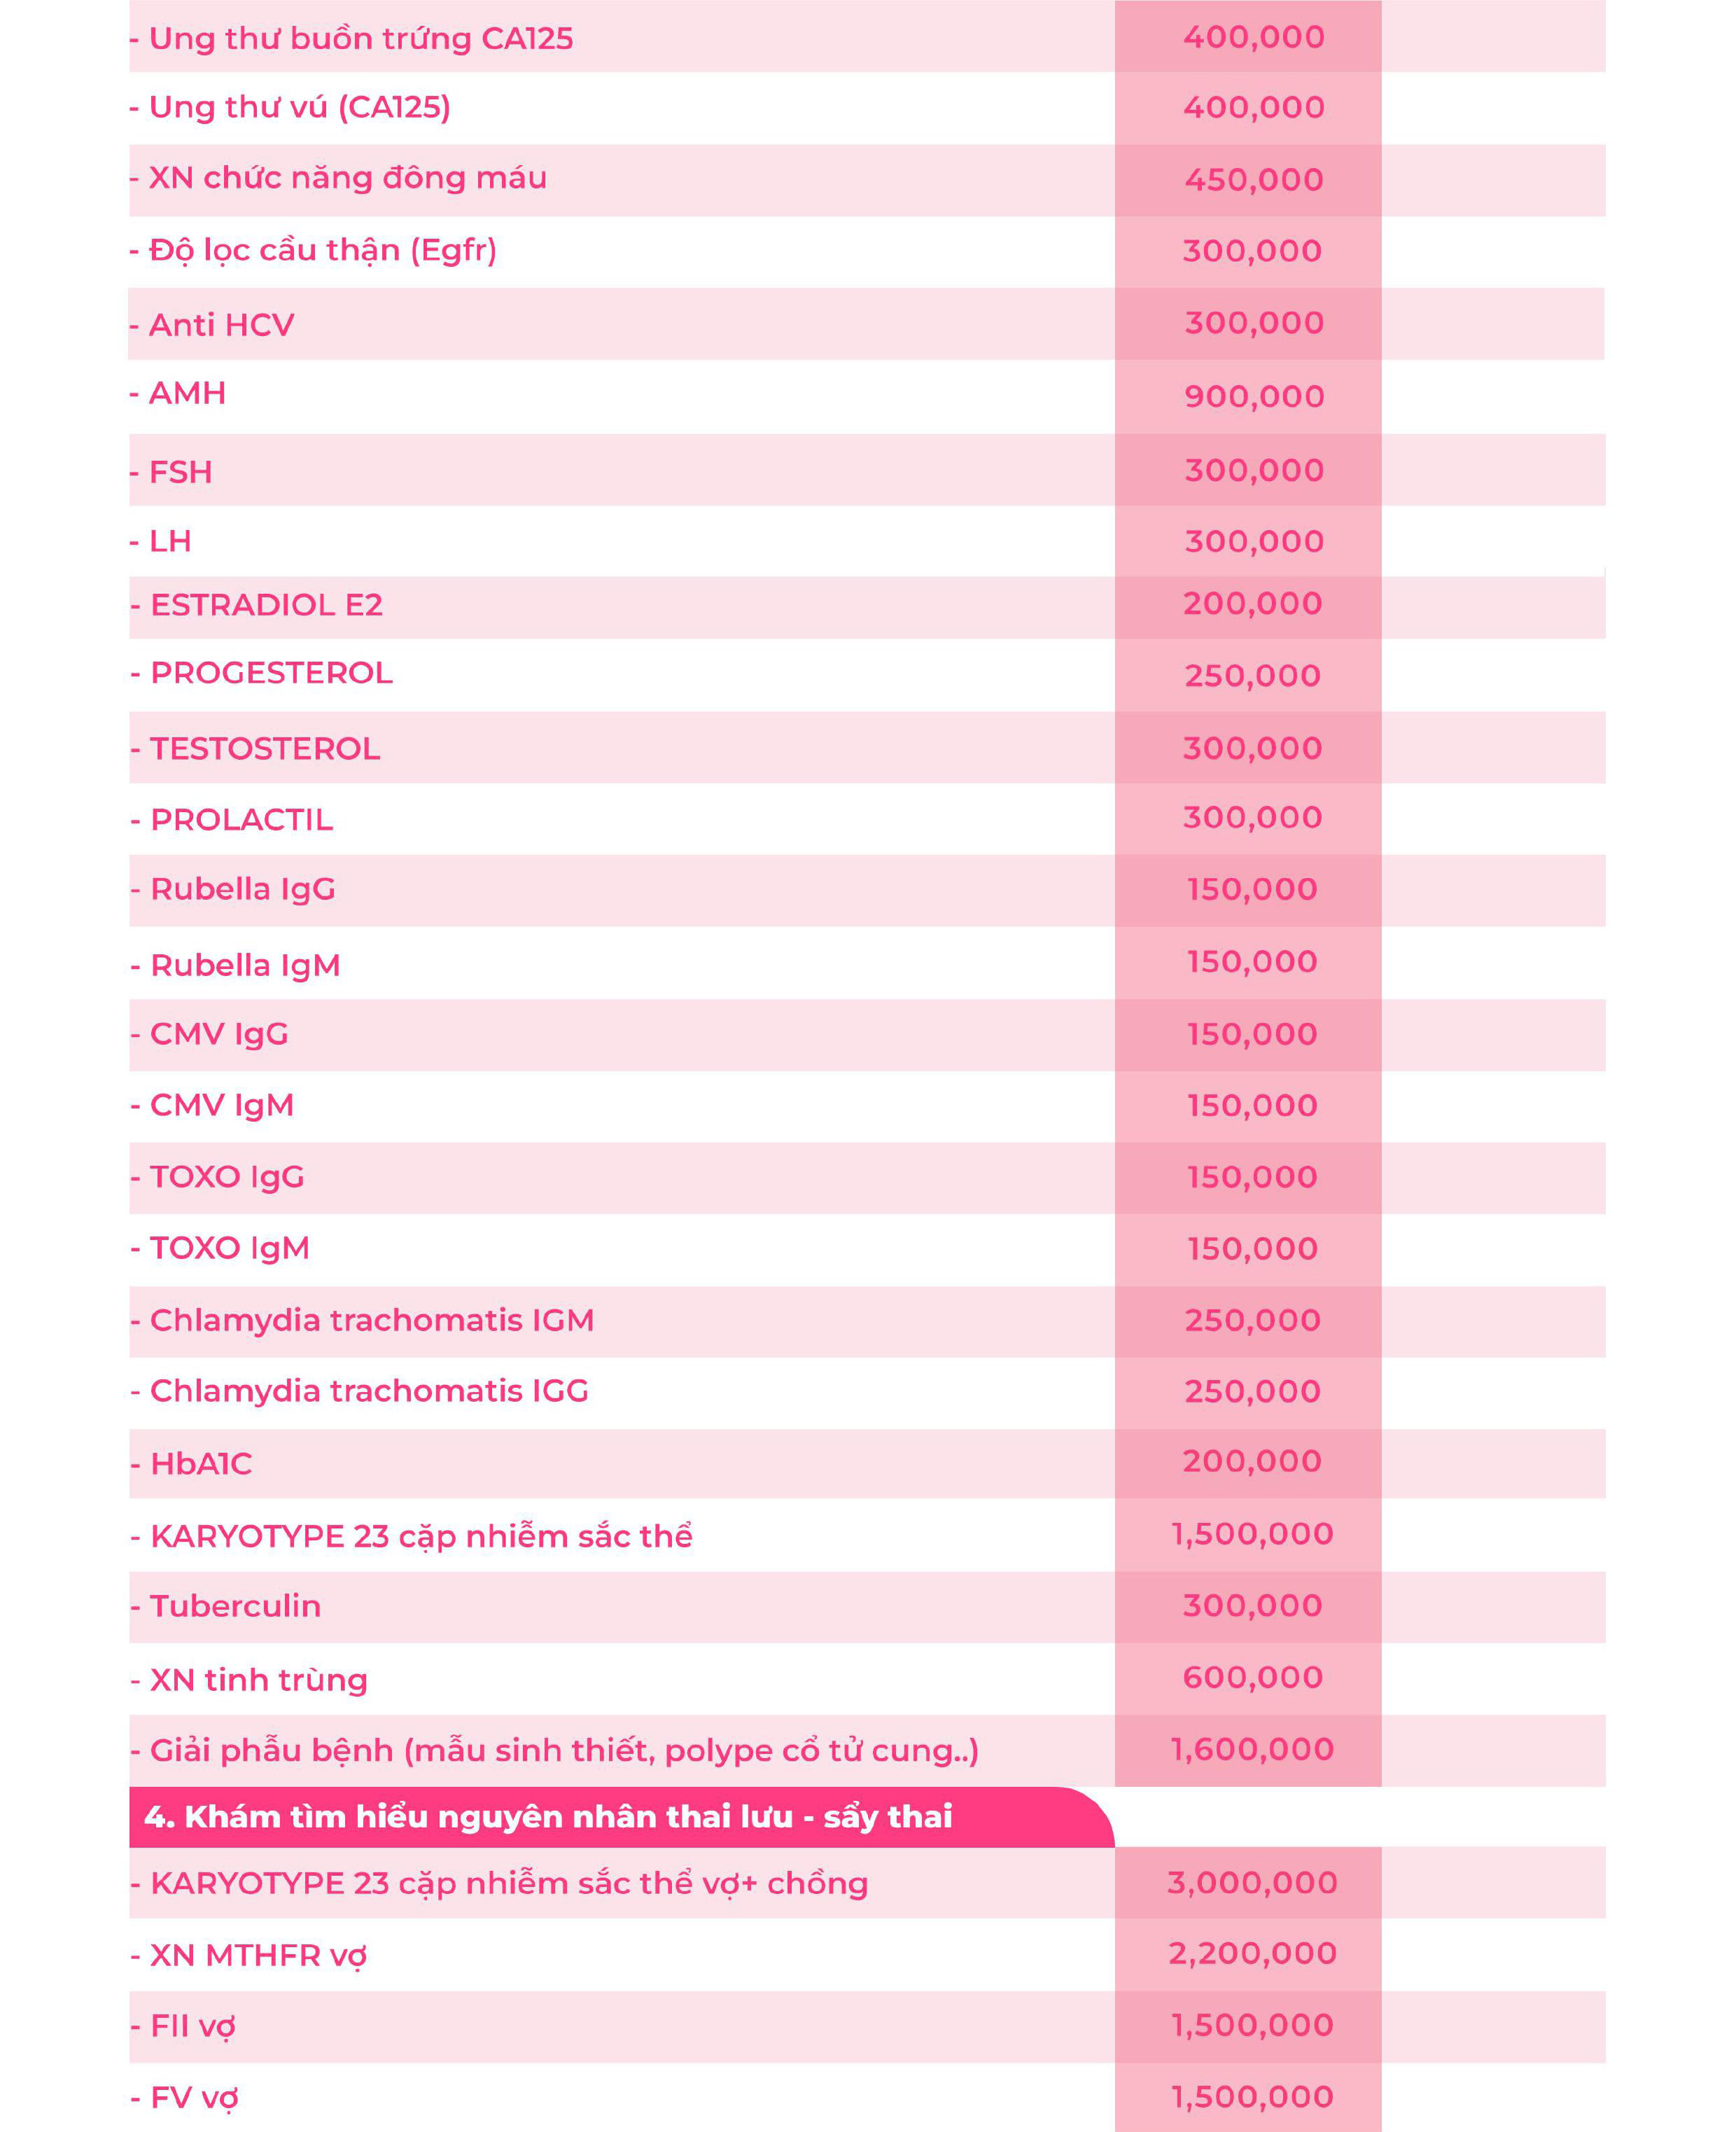 - Ung thư buồn trứng CA125 400,000
- Ung thư vú (CA125) 400,000
- XN chức năng đông máu 450,000
- Độ lọc cầu thận (Egfr) 300,000
- Anti HCV 300,000
- AMH 900,000
- FSH 300,000
- LH 300,000
- ESTRADIOL E2 200,000
- PROGESTEROL 250,000
- TESTOSTEROL 300,000
- PROLACTIL 300,000
- Rubella IgG 150,000
- Rubella IgM 150,000
- CMV IgG 150,000
- CMV IgM 150,000
- TOXO IgG 150,000
- TOXO IgM 150,000
- Chlamydia trachomatis IGM 250,000
- Chlamydia trachomatis IGG 250,000
- HbA1C 200,000
- KARYOTYPE 23 cặp nhiễm sắc thể 1,500,000
- Tuberculin 300,000
- XN tinh trùng 600,000
- Giải phẫu bệnh (mẫu sinh thiết, polype cổ tử cung..) 1,600,000
4. Khám tìm hiểu nguyên nhân thai lưu - sẩy thai
- KARYOTYPE 23 cặp nhiễm sắc thể vợ+ chồng 3,000,000
- XN MTHFR vợ 2,200,000
- FII vợ 1,500,000
- FV vợ 1,500,000